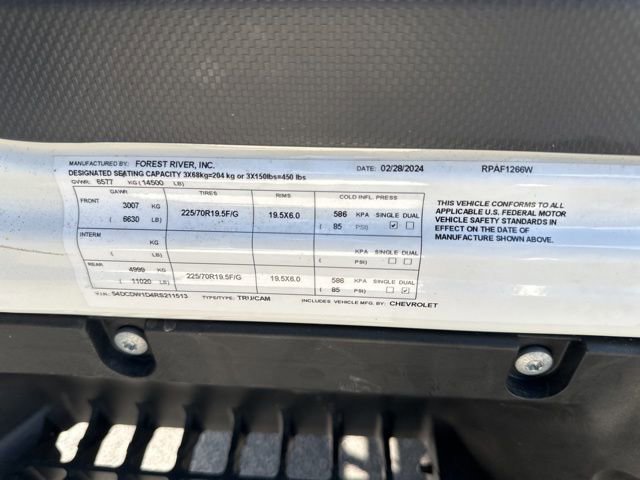 MANUFACTURED BY: FOREST RIVER, INC. DATE: 02/28/2024 RPAF1266W
DESIGNATED SEATING CAPACITY 3X68kg=204 kg or 3X150lbs=450 lbs
GVWR: 6577 KG (14500 LB)
GAWR TIRES RIMS COLD INFL. PRESS
FRONT 3007 KG 225/70R19.5F/G 19.5X6.0 586 KPA SINGLE DUAL
( 6630 LB) ( 85 PSI)
INTERM KG KPA SINGLE DUAL
( LB) ( PSI)
REAR 4999 KG 225/70R19.5F/G 19.5X6.0 586 KPA SINGLE DUAL
( 11020 LB) ( 85 PSI)
V.I.N.: 54DCDW1D4RS211513 TYPE/TYPE: TRU/CAM INCLUDES VEHICLE MFG. BY: CHEVROLET
THIS VEHICLE CONFORMS TO ALL
APPLICABLE U.S. FEDERAL MOTOR
VEHICLE SAFETY STANDARDS IN
EFFECT ON THE DATE OF
MANUFACTURE SHOWN ABOVE.